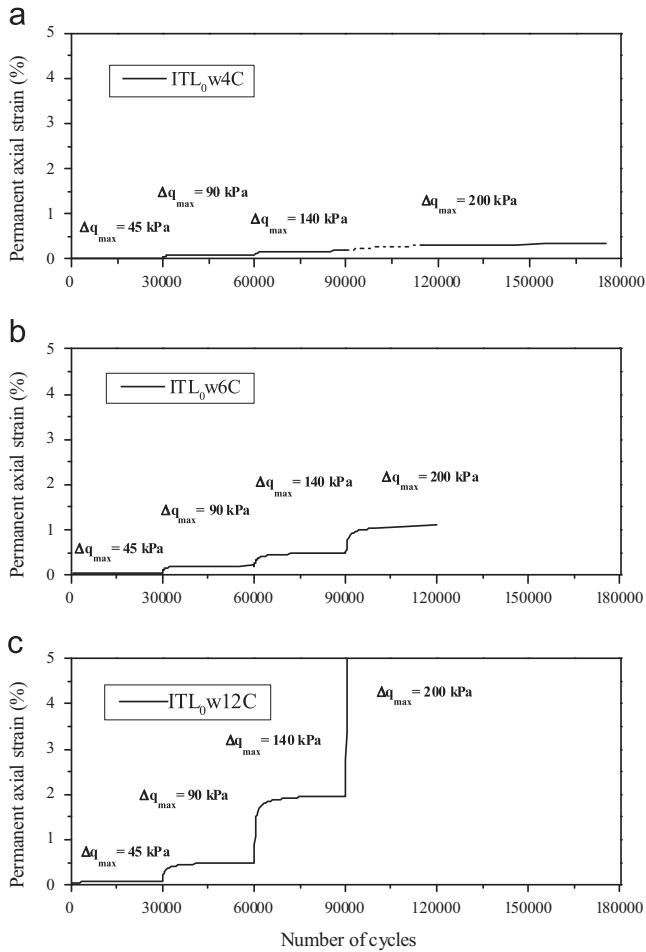 a
5
4
3
2
1
0
Permanent axial strain (%)
ITL0w4C
Δqmax= 45 kPa
Δqmax= 90 kPa
Δqmax= 140 kPa
Δqmax= 200 kPa
0 30000 60000 90000 120000 150000 180000
b
5
4
3
2
1
0
Permanent axial strain (%)
ITL0w6C
Δqmax= 45 kPa
Δqmax= 90 kPa
Δqmax= 140 kPa
Δqmax= 200 kPa
0 30000 60000 90000 120000 150000 180000
c
5
4
3
2
1
0
Permanent axial strain (%)
ITL0w12C
Δqmax= 45 kPa
Δqmax= 90 kPa
Δqmax= 140 kPa
Δqmax= 200 kPa
0 30000 60000 90000 120000 150000 180000
Number of cycles